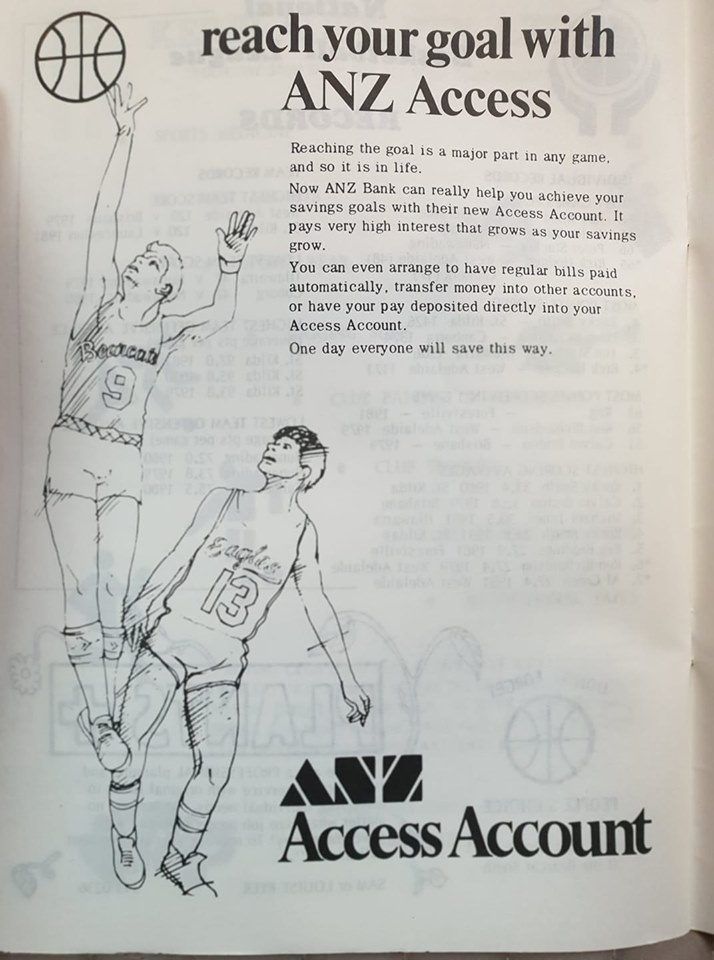 reach your goal with
ANZ Access
Reaching the goal is a major part in any game,
and so it is in life.
Now ANZ Bank can really help you achieve your
savings goals with their new Access Account. It
pays very high interest that grows as your savings
grow.
You can even arrange to have regular bills paid
automatically, transfer money into other accounts,
or have your pay deposited directly into your
Access Account.
One day everyone will save this way.
Bearcats
9
Eagles
13
ANZ
Access Account